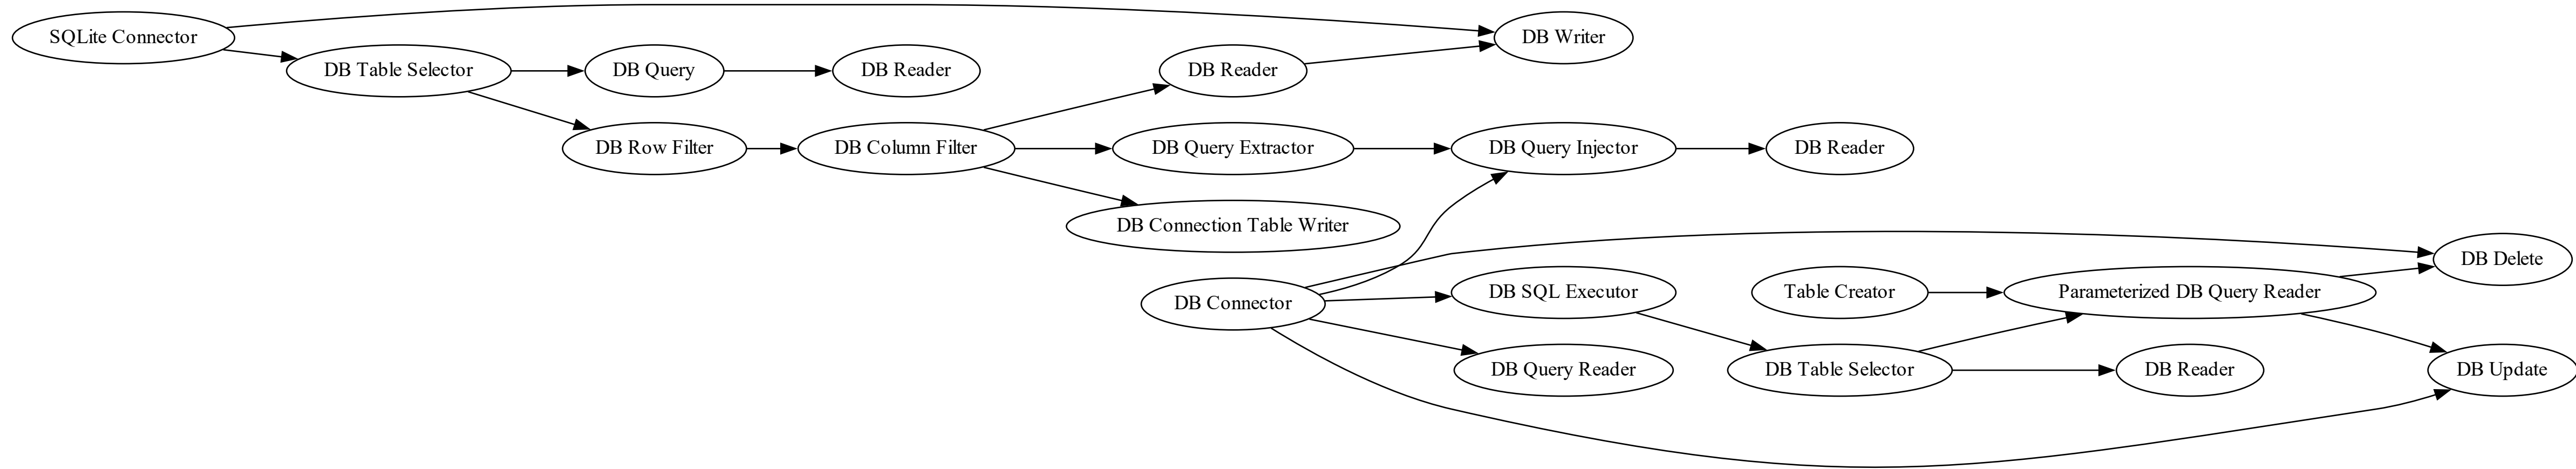 SQLite Connector
DB Writer
DB Table Selector
DB Query
DB Reader
DB Reader
DB Row Filter
DB Column Filter
DB Query Extractor
DB Query Injector
DB Reader
DB Connection Table Writer
DB Delete
DB Connector
DB SQL Executor
Table Creator
Parameterized DB Query Reader
DB Query Reader
DB Table Selector
DB Reader
DB Update